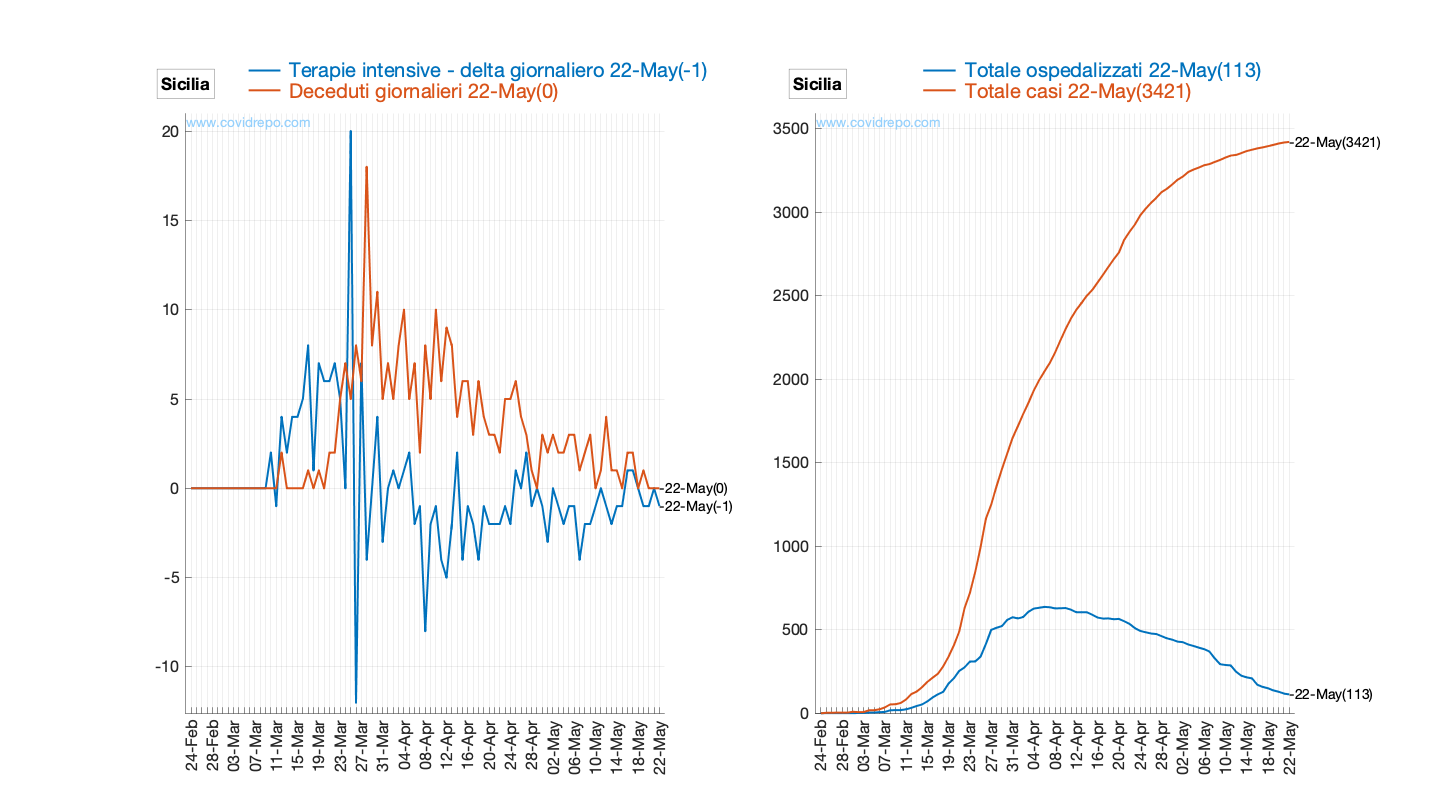 Sicilia
Terapie intensive - delta giornaliero 22-May(-1)
Deceduti giornalieri 22-May(0)
www.covidrepo.com
20
15
10
5
0
-5
-10
22-May(0)
22-May(-1)
24-Feb
28-Feb
03-Mar
07-Mar
11-Mar
15-Mar
19-Mar
23-Mar
27-Mar
31-Mar
04-Apr
08-Apr
12-Apr
16-Apr
20-Apr
24-Apr
28-Apr
02-May
06-May
10-May
14-May
18-May
22-May
Sicilia
Totale ospedalizzati 22-May(113)
Totale casi 22-May(3421)
www.covidrepo.com
3500
3000
2500
2000
1500
1000
500
0
22-May(3421)
22-May(113)
24-Feb
28-Feb
03-Mar
07-Mar
11-Mar
15-Mar
19-Mar
23-Mar
27-Mar
31-Mar
04-Apr
08-Apr
12-Apr
16-Apr
20-Apr
24-Apr
28-Apr
02-May
06-May
10-May
14-May
18-May
22-May